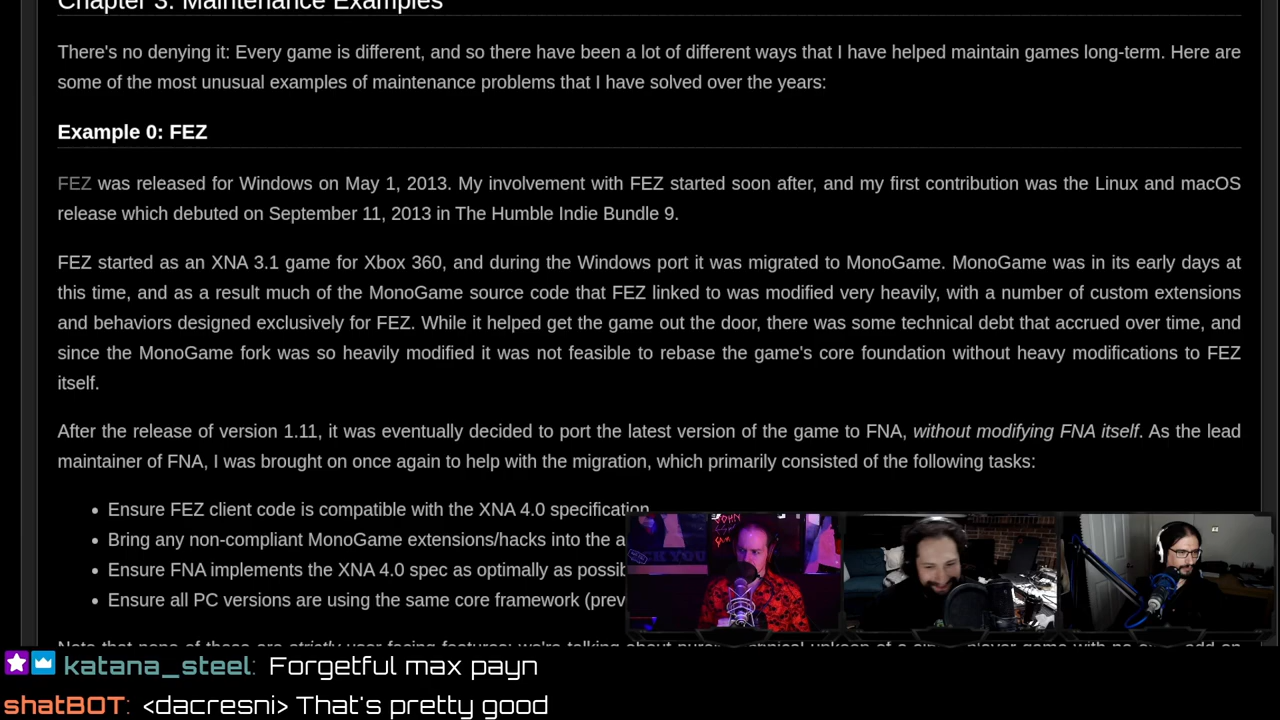 Chapter 3: Maintenance Examples
There's no denying it: Every game is different, and so there have been a lot of different ways that I have helped maintain games long-term. Here are
some of the most unusual examples of maintenance problems that I have solved over the years:
Example 0: FEZ
FEZ was released for Windows on May 1, 2013. My involvement with FEZ started soon after, and my first contribution was the Linux and macOS
release which debuted on September 11, 2013 in The Humble Indie Bundle 9.
FEZ started as an XNA 3.1 game for Xbox 360, and during the Windows port it was migrated to MonoGame. MonoGame was in its early days at
this time, and as a result much of the MonoGame source code that FEZ linked to was modified very heavily, with a number of custom extensions
and behaviors designed exclusively for FEZ. While it helped get the game out the door, there was some technical debt that accrued over time, and
since the MonoGame fork was so heavily modified it was not feasible to rebase the game's core foundation without heavy modifications to FEZ
itself.
After the release of version 1.11, it was eventually decided to port the latest version of the game to FNA, without modifying FNA itself. As the lead
maintainer of FNA, I was brought on once again to help with the migration, which primarily consisted of the following tasks:
• Ensure FEZ client code is compatible with the XNA 4.0 specification
• Bring any non-compliant MonoGame extensions/hacks into the
• Ensure FNA implements the XNA 4.0 spec as optimally as
• Ensure all PC versions are using the same core framework
katana_steel: Forgetful max payn
shatBOT: <dacresni> That's pretty good